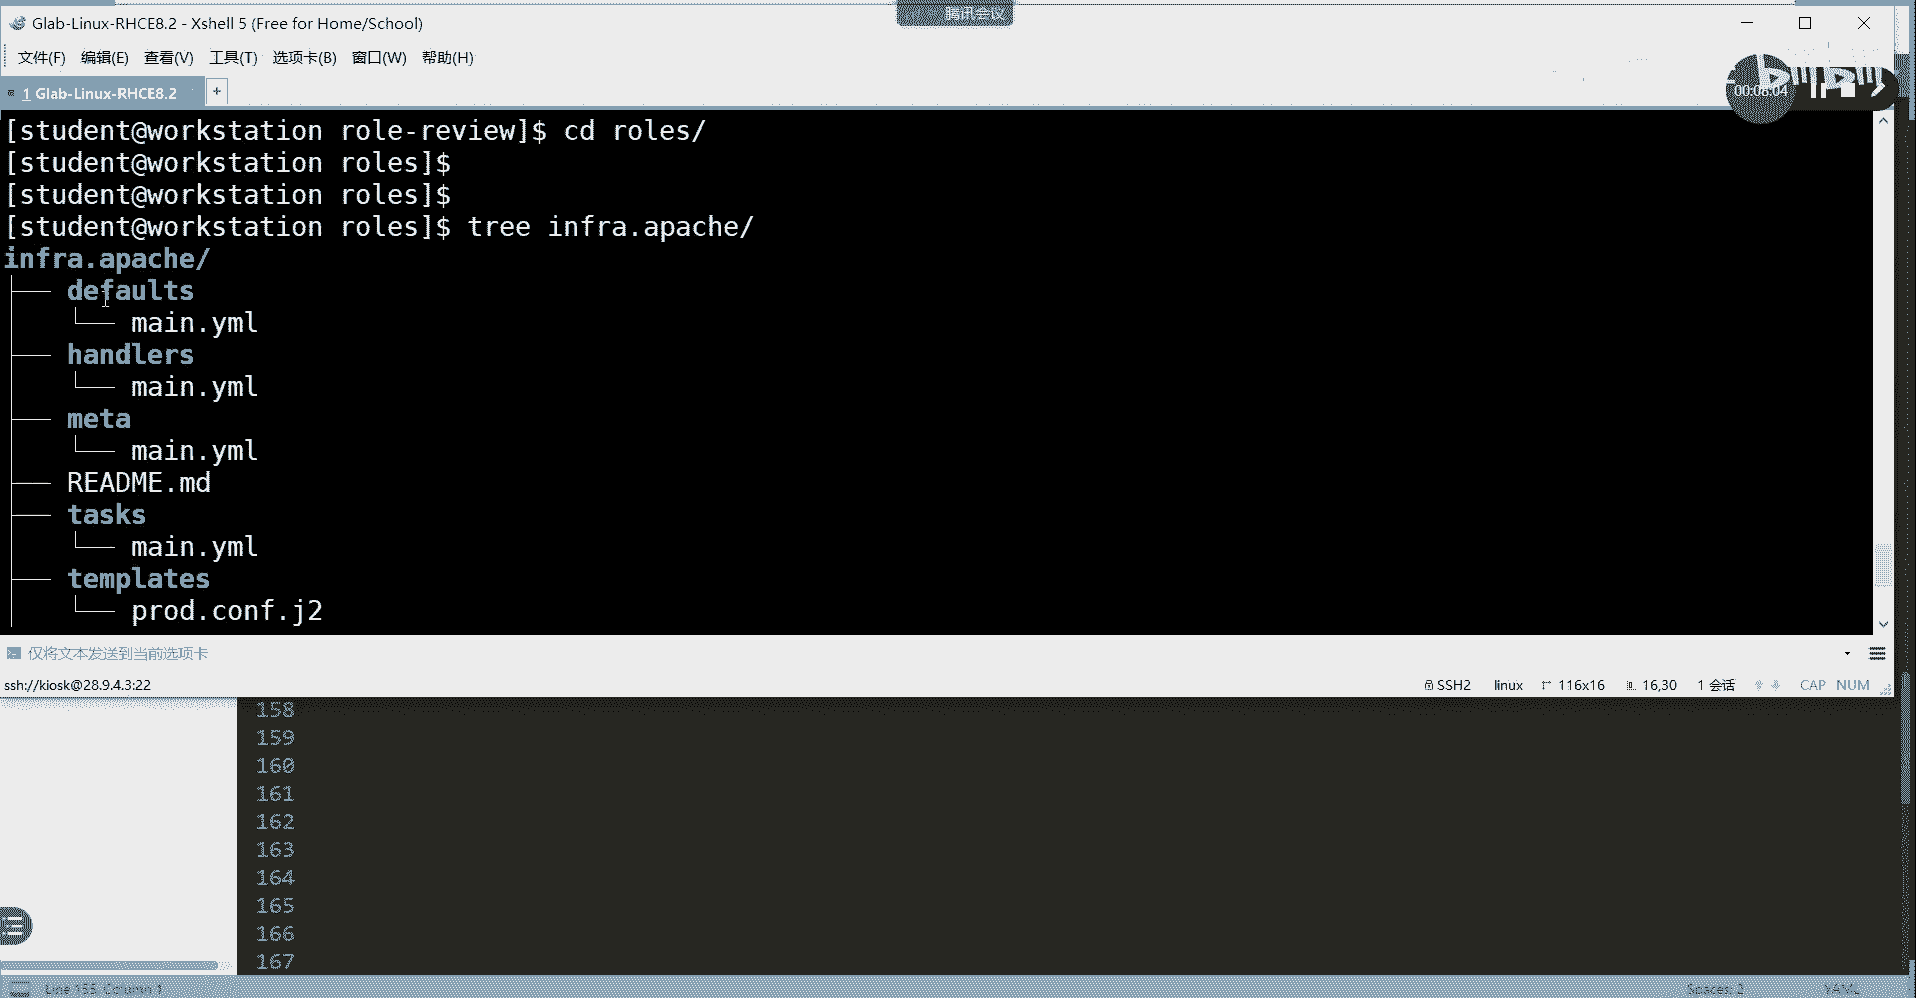 Glab-Linux-RHCE8.2 - Xshell 5 (Free for Home/School)
腾讯会议
文件(F) 编辑(E) 查看(V) 工具(T) 选项卡(B) 窗口(W) 帮助(H)
00:08:04
1 Glab-Linux-RHCE8.2 +
[student@workstation role-review]$ cd roles/
[student@workstation roles]$
[student@workstation roles]$
[student@workstation roles]$ tree infra.apache/
infra.apache/
├── defaults
│   └── main.yml
├── handlers
│   └── main.yml
├── meta
│   └── main.yml
├── README.md
├── tasks
│   └── main.yml
├── templates
│   └── prod.conf.j2
仅将文本发送到当前选项卡
ssh://kiosk@28.9.4.3:22 SSH2 linux 116x16 16,30 1 会话 CAP NUM
158
159
160
161
162
163
164
165
166
167
Line 155, Column 1 Spaces: 2 YAML